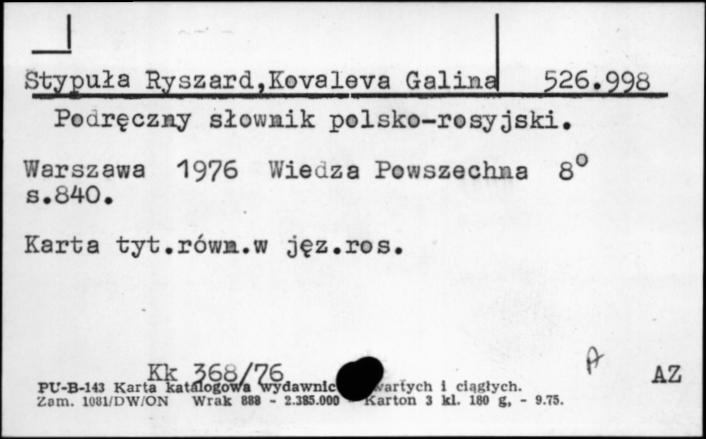 Stypuła Ryszard,Kovaleva Galina 526.998
Podręczny słownik polsko-rosyjski.
Warszawa 1976 Wiedza Powszechna 8°
s.840.
Karta tyt.równ.w jęz.ros.
A
Kk 368/76
AZ
PU-B-143 Karta katalogowa wydawnic wartych i ciągłych.
Zam. 1081/DW/ON Wrak 888 - 2.385.000 Karton 3 kl. 180 g, - 9.75.